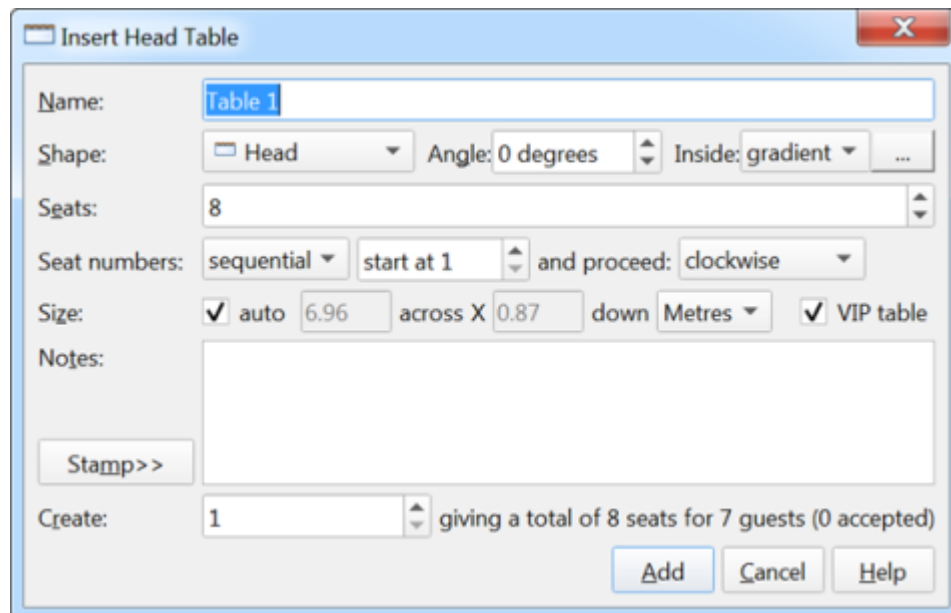 Insert Head Table
Name: Table 1
Shape: Head Angle: 0 degrees Inside: gradient ...
Seats: 8
Seat numbers: sequential start at 1 and proceed: clockwise
Size: auto 6.96 across X 0.87 down Metres VIP table
Notes:
Stamp>>
Create: 1 giving a total of 8 seats for 7 guests (0 accepted)
Add Cancel Help